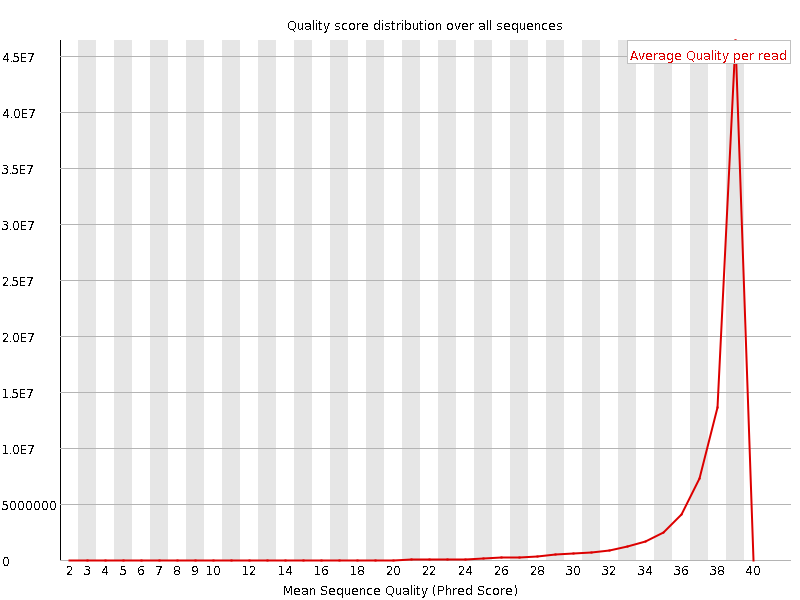 Quality score distribution over all sequences
Average Quality per read
4.5E7
4.0E7
3.5E7
3.0E7
2.5E7
2.0E7
1.5E7
1.0E7
5000000
0
2 3 4 5 6 7 8 9 10 12 14 16 18 20 22 24 26 28 30 32 34 36 38 40
Mean Sequence Quality (Phred Score)